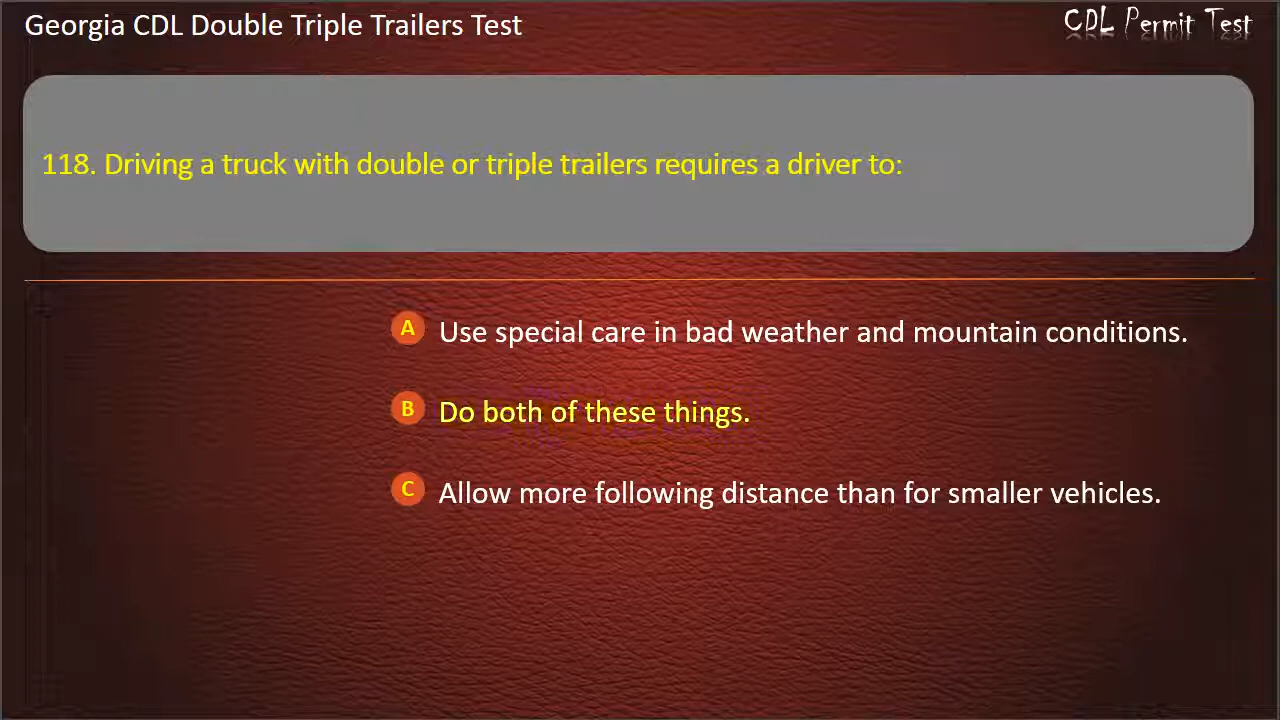 Georgia CDL Double Triple Trailers Test
CDL Permit Test
118. Driving a truck with double or triple trailers requires a driver to:
A Use special care in bad weather and mountain conditions.
B Do both of these things.
C Allow more following distance than for smaller vehicles.